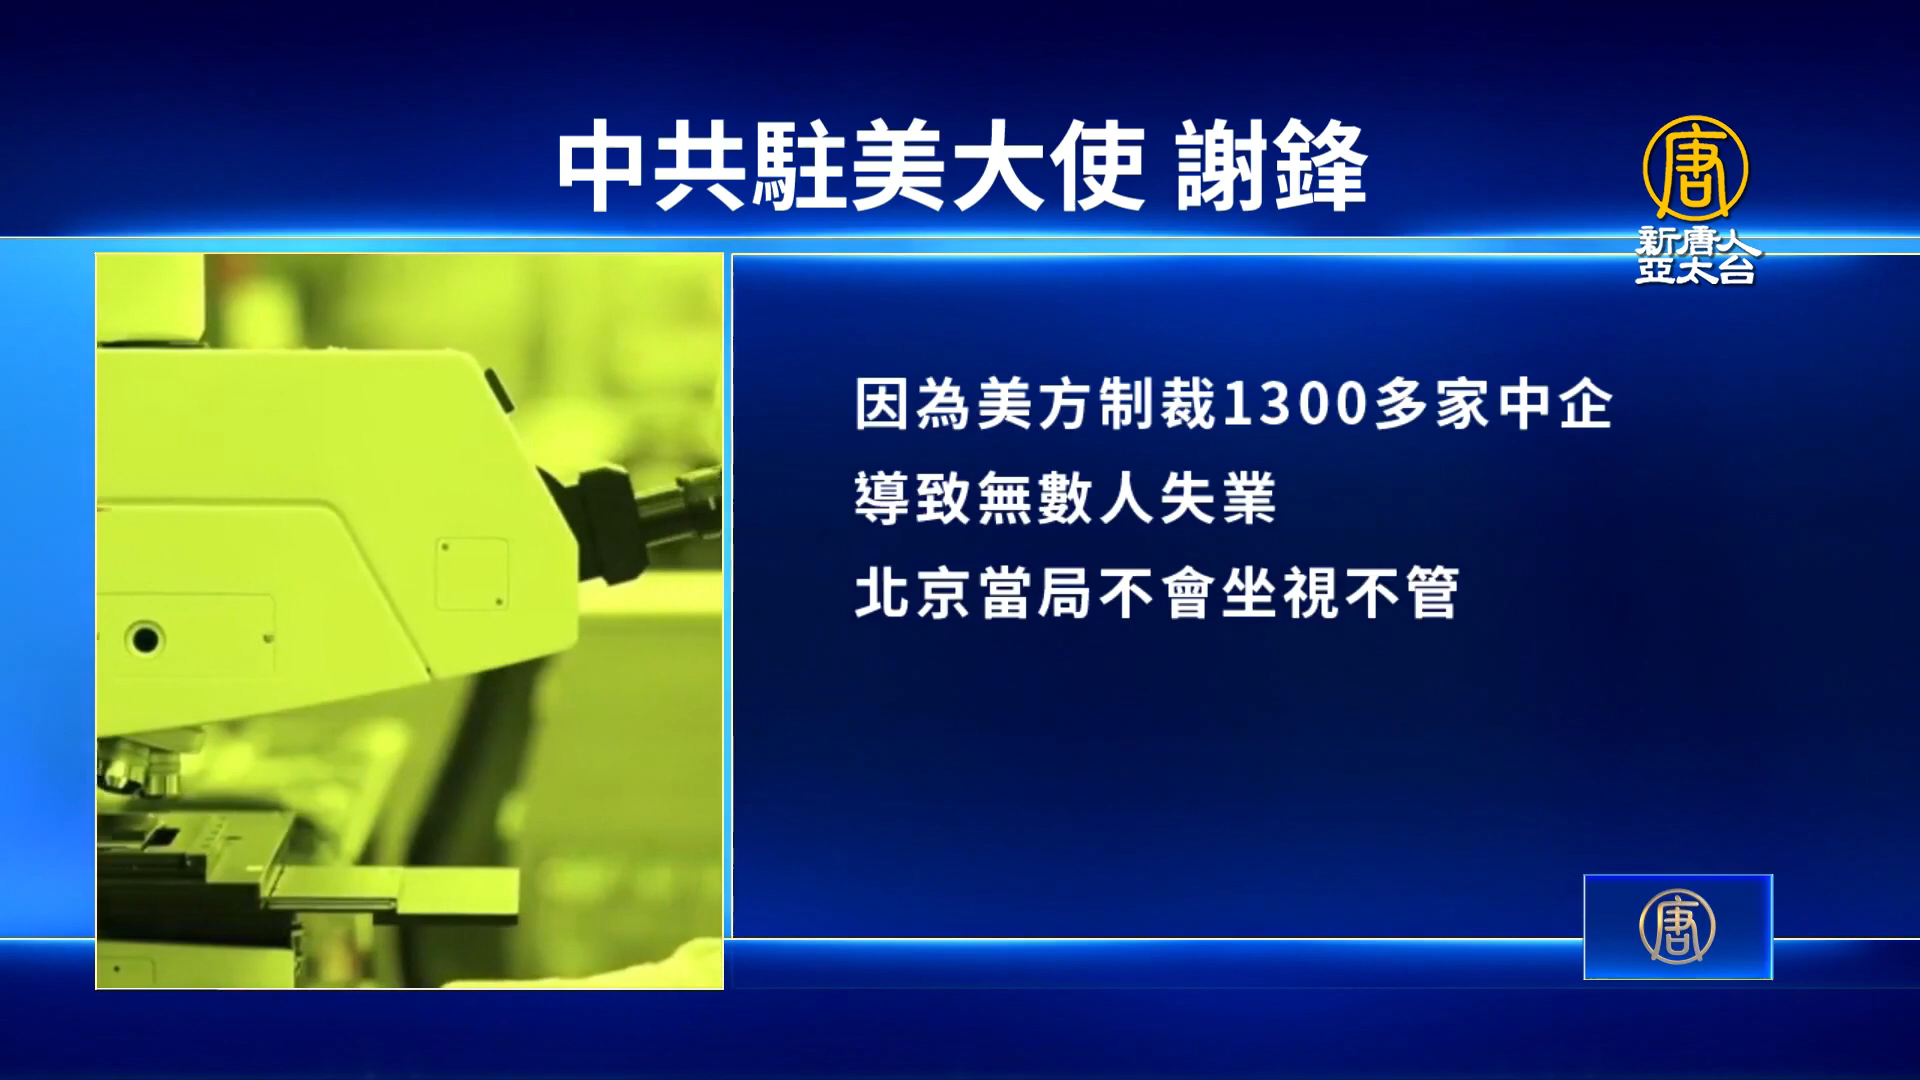 中共駐美大使 謝鋒
唐
新唐人
亞太台
因為美方制裁1300多家中企
導致無數人失業
北京當局不會坐視不管
唐